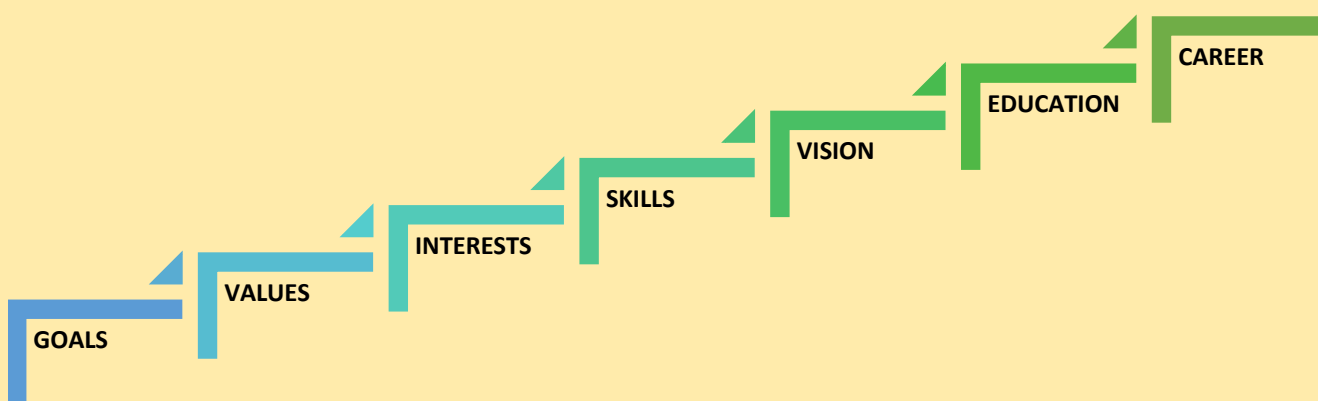 GOALS
VALUES
INTERESTS
SKILLS
VISION
EDUCATION
CAREER